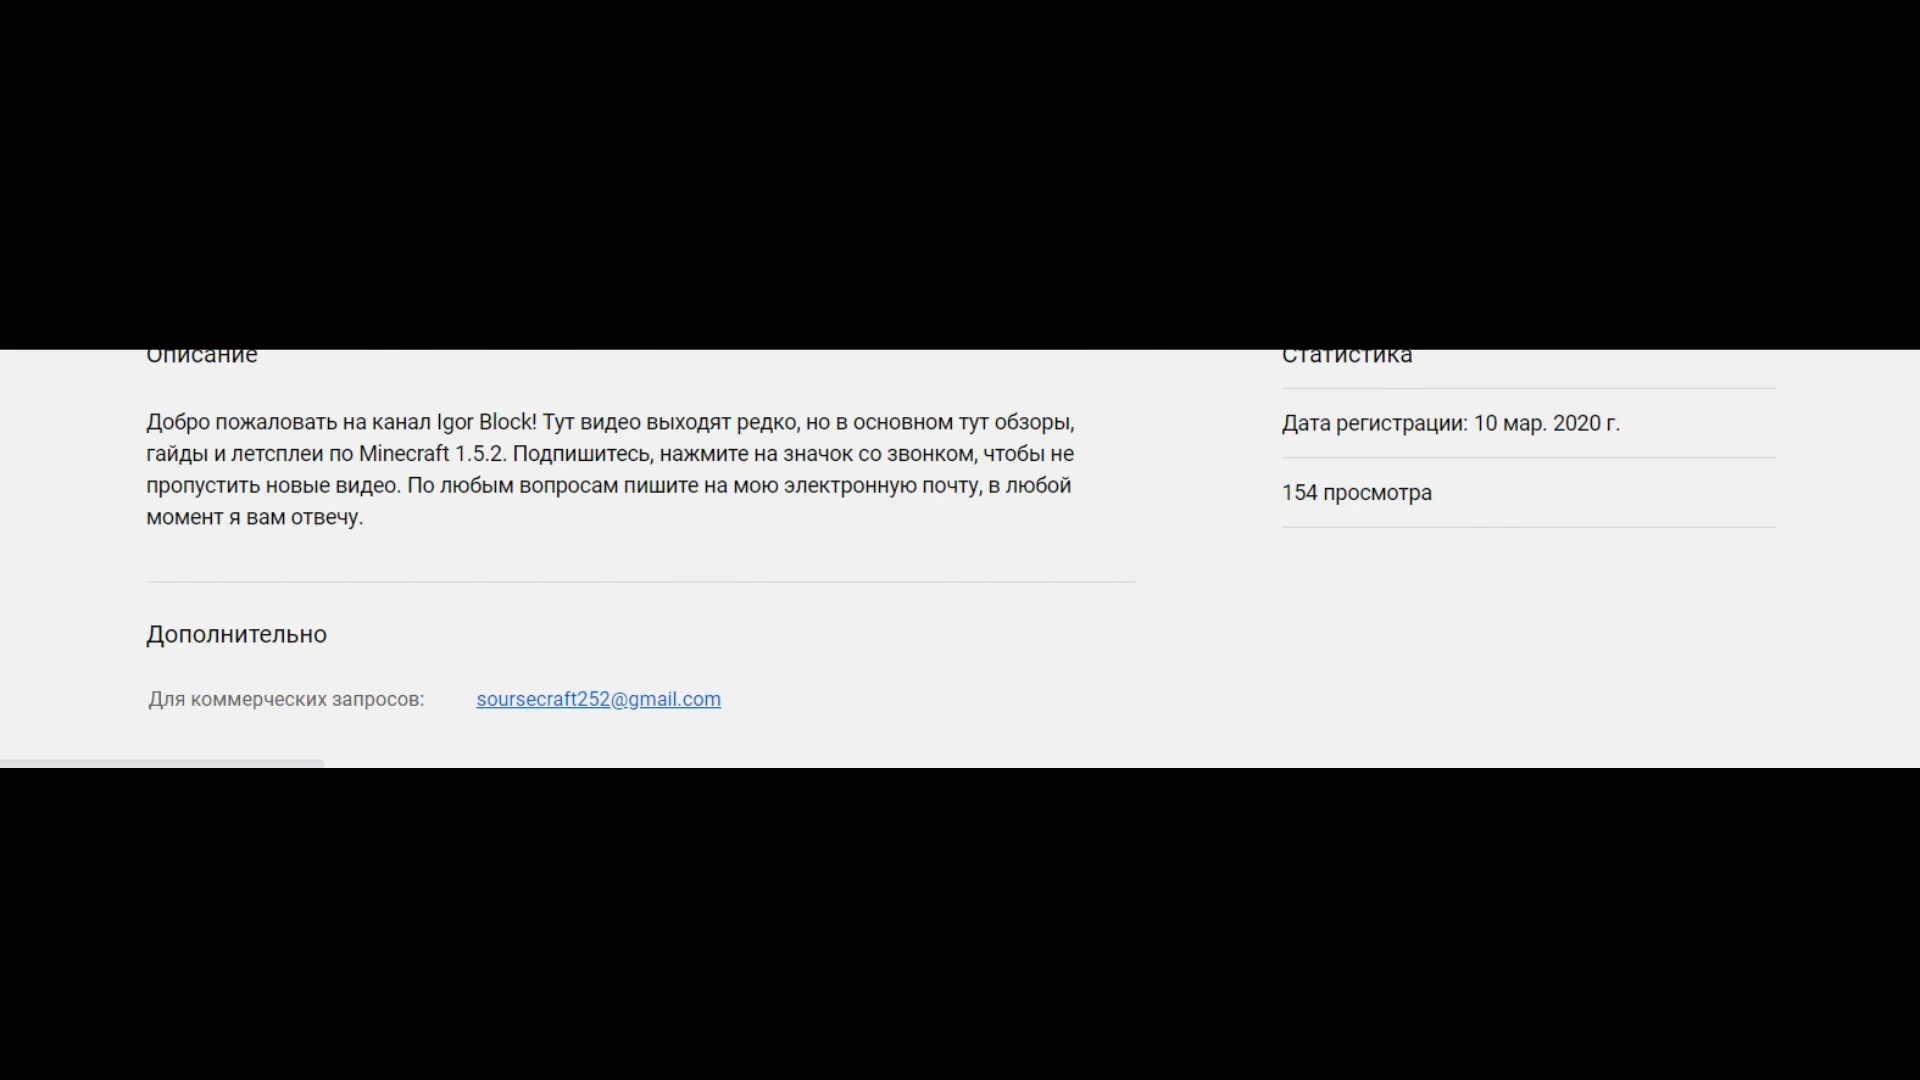 Описание
Добро пожаловать на канал Igor Block! Тут видео выходят редко, но в основном тут обзоры,
гайды и летсплеи по Minecraft 1.5.2. Подпишитесь, нажмите на значок со звонком, чтобы не
пропустить новые видео. По любым вопросам пишите на мою электронную почту, в любой
момент я вам отвечу.
Дополнительно
Для коммерческих запросов: soursecraft252@gmail.com
Статистика
Дата регистрации: 10 мар. 2020 г.
154 просмотра